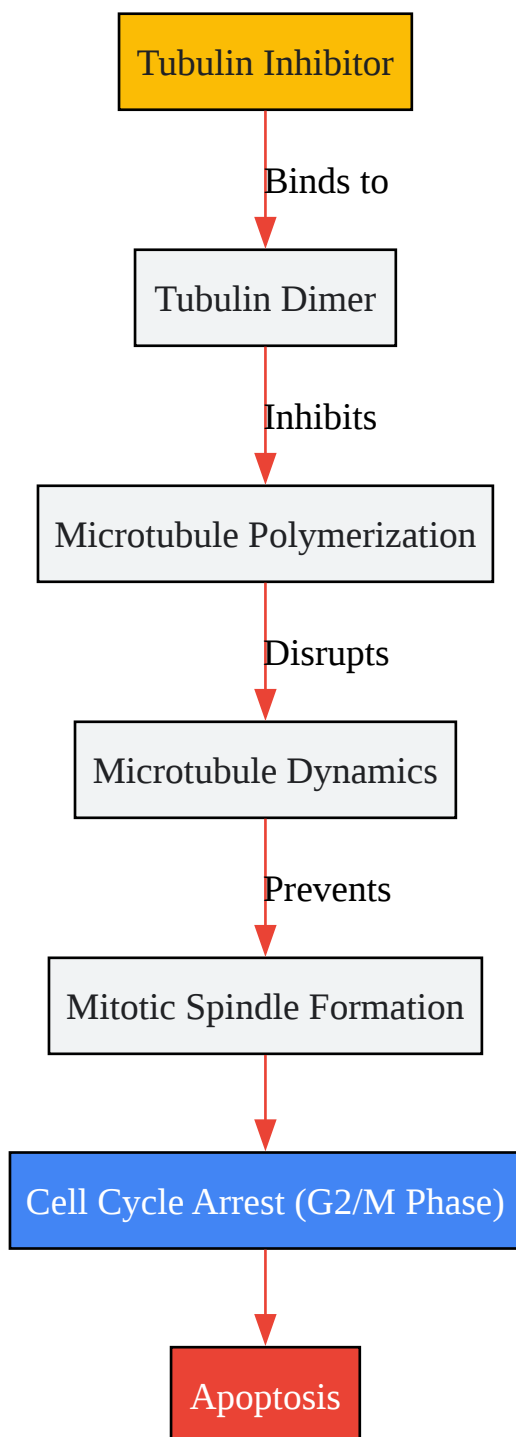 Tubulin Inhibitor
Binds to
Tubulin Dimer
Inhibits
Microtubule Polymerization
Disrupts
Microtubule Dynamics
Prevents
Mitotic Spindle Formation
Cell Cycle Arrest (G2/M Phase)
Apoptosis